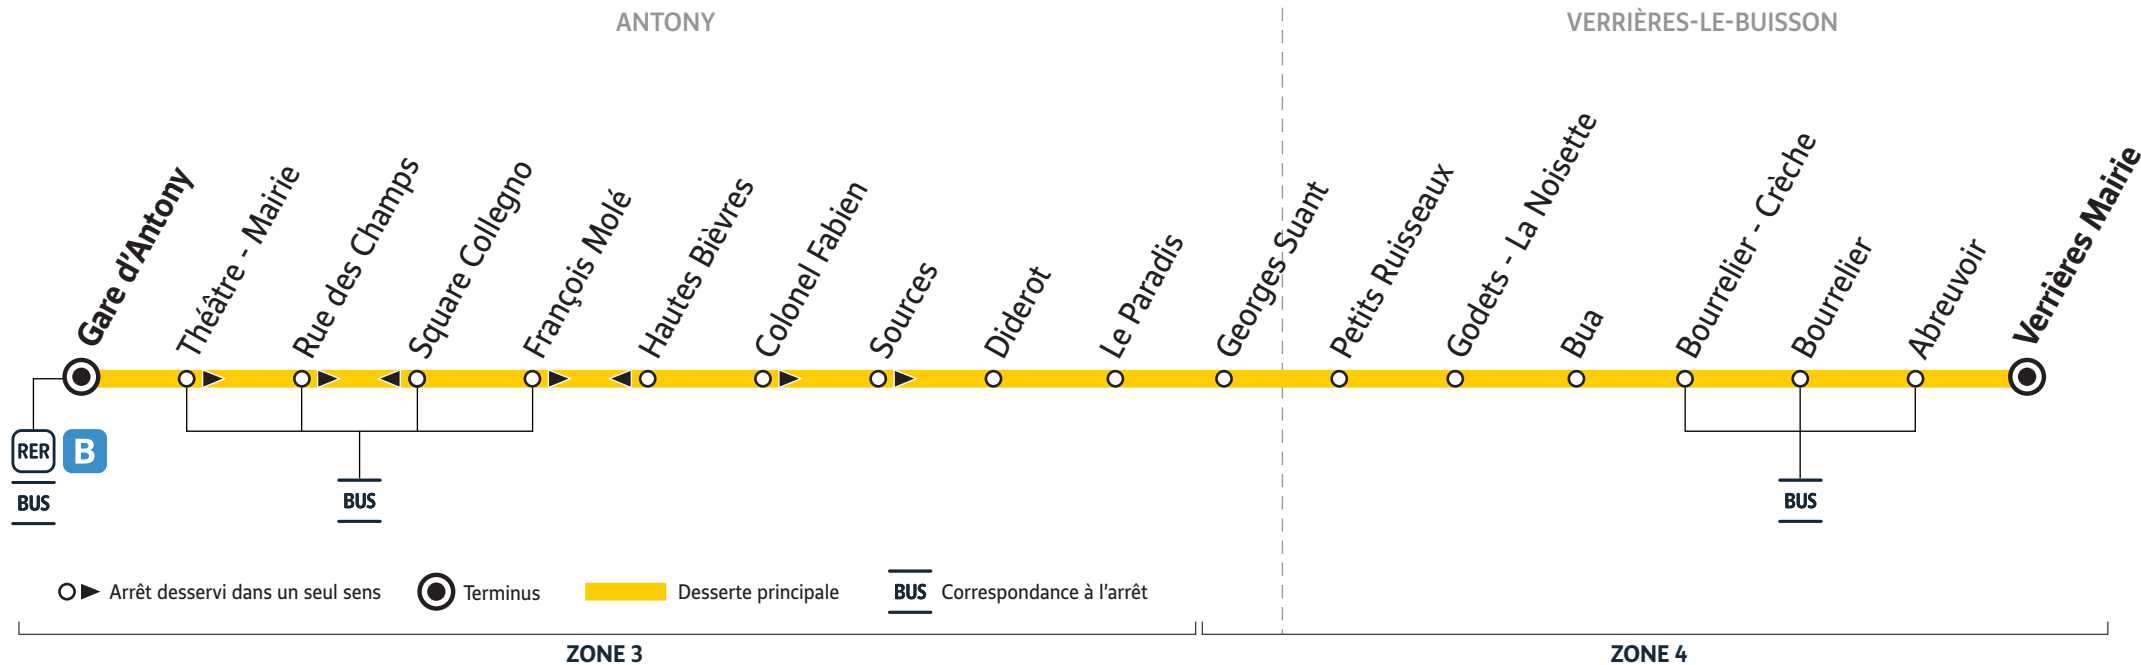 ANTONY
VERRIÈRES-LE-BUISSON
Gare d'Antony
Théâtre - Mairie
Rue des Champs
Square Collegno
François Molé
Hautes Bièvres
Colonel Fabien
Sources
Diderot
Le Paradis
Georges Suant
Petits Ruisseaux
Godets - La Noisette
Bua
Bourrelier - Crèche
Bourrelier
Abreuvoir
Verrières Mairie
RER B
BUS
BUS
BUS
Arrêt desservi dans un seul sens
Terminus
Desserte principale
BUS Correspondance à l'arrêt
ZONE 3
ZONE 4